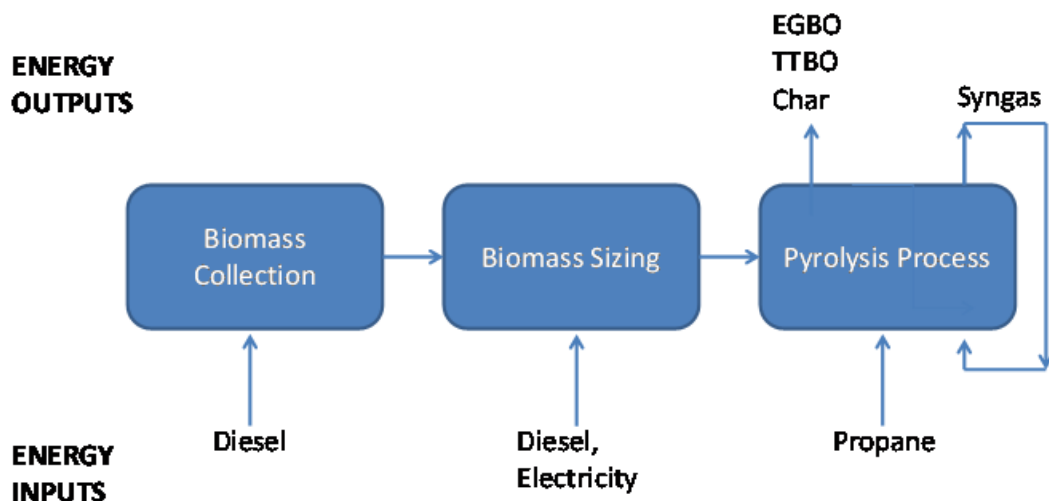 ENERGY
OUTPUTS
EGBO
TTBO
Char
Syngas
Biomass
Collection
Biomass Sizing
Pyrolysis Process
ENERGY
INPUTS
Diesel
Diesel,
Electricity
Propane